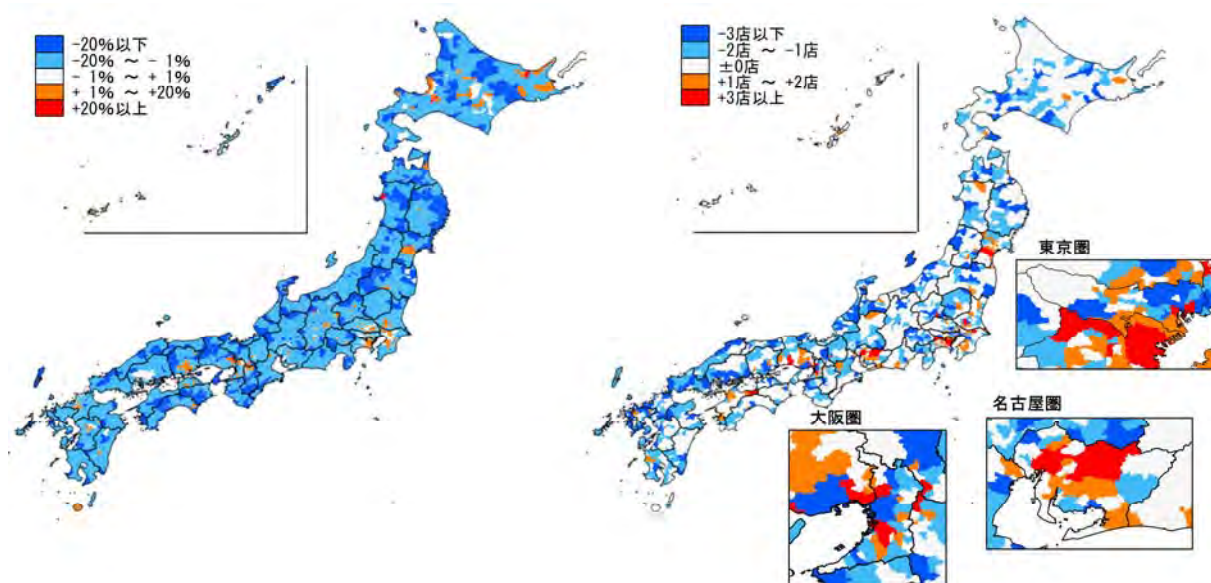 -20%以下
-20% ～ - 1%
- 1% ～ + 1%
+ 1% ～ +20%
+20%以上
-3店以下
-2店 ～ -1店
±0店
+1店 ～ +2店
+3店以上
東京圏
名古屋圏
大阪圏